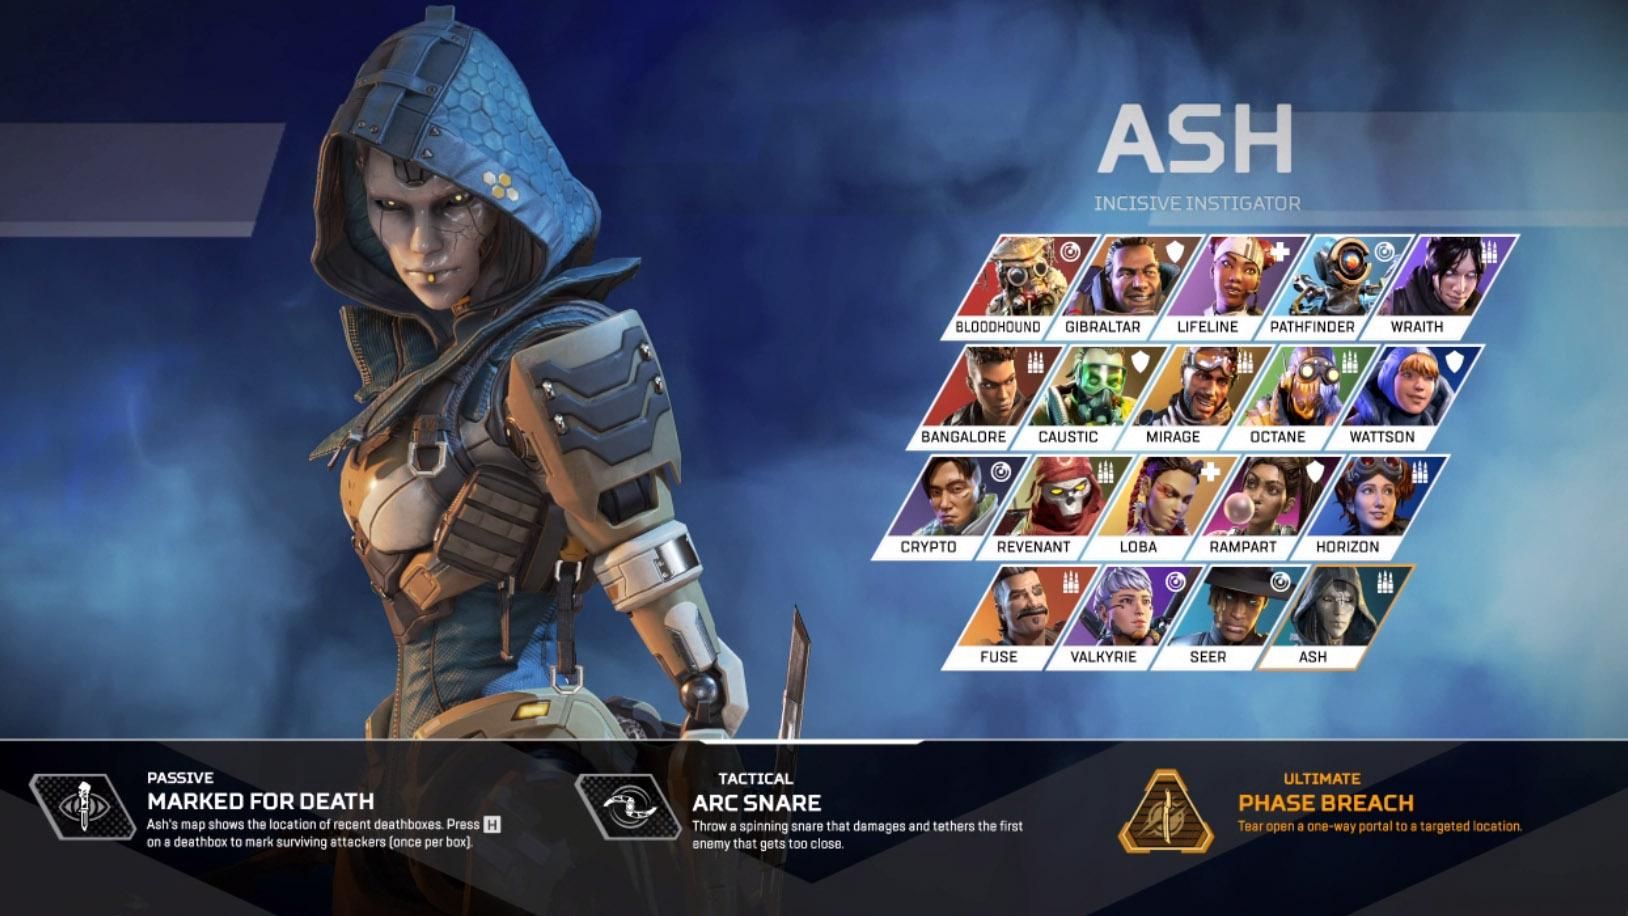 ASH
INCISIVE INSTIGATOR
BLOODHOUND GIBRALTAR LIFELINE PATHFINDER WRAITH
BANGALORE CAUSTIC MIRAGE OCTANE WATTSON
CRYPTO REVENANT LOBA RAMPART HORIZON
FUSE VALKYRIE SEER ASH
PASSIVE
MARKED FOR DEATH
Ash's map shows the location of recent deathboxes. Press H
on a deathbox to mark surviving attackers (once per box).
TACTICAL
ARC SNARE
Throw a spinning snare that damages and tethers the first
enemy that gets too close.
ULTIMATE
PHASE BREACH
Tear open a one-way portal to a targeted location.